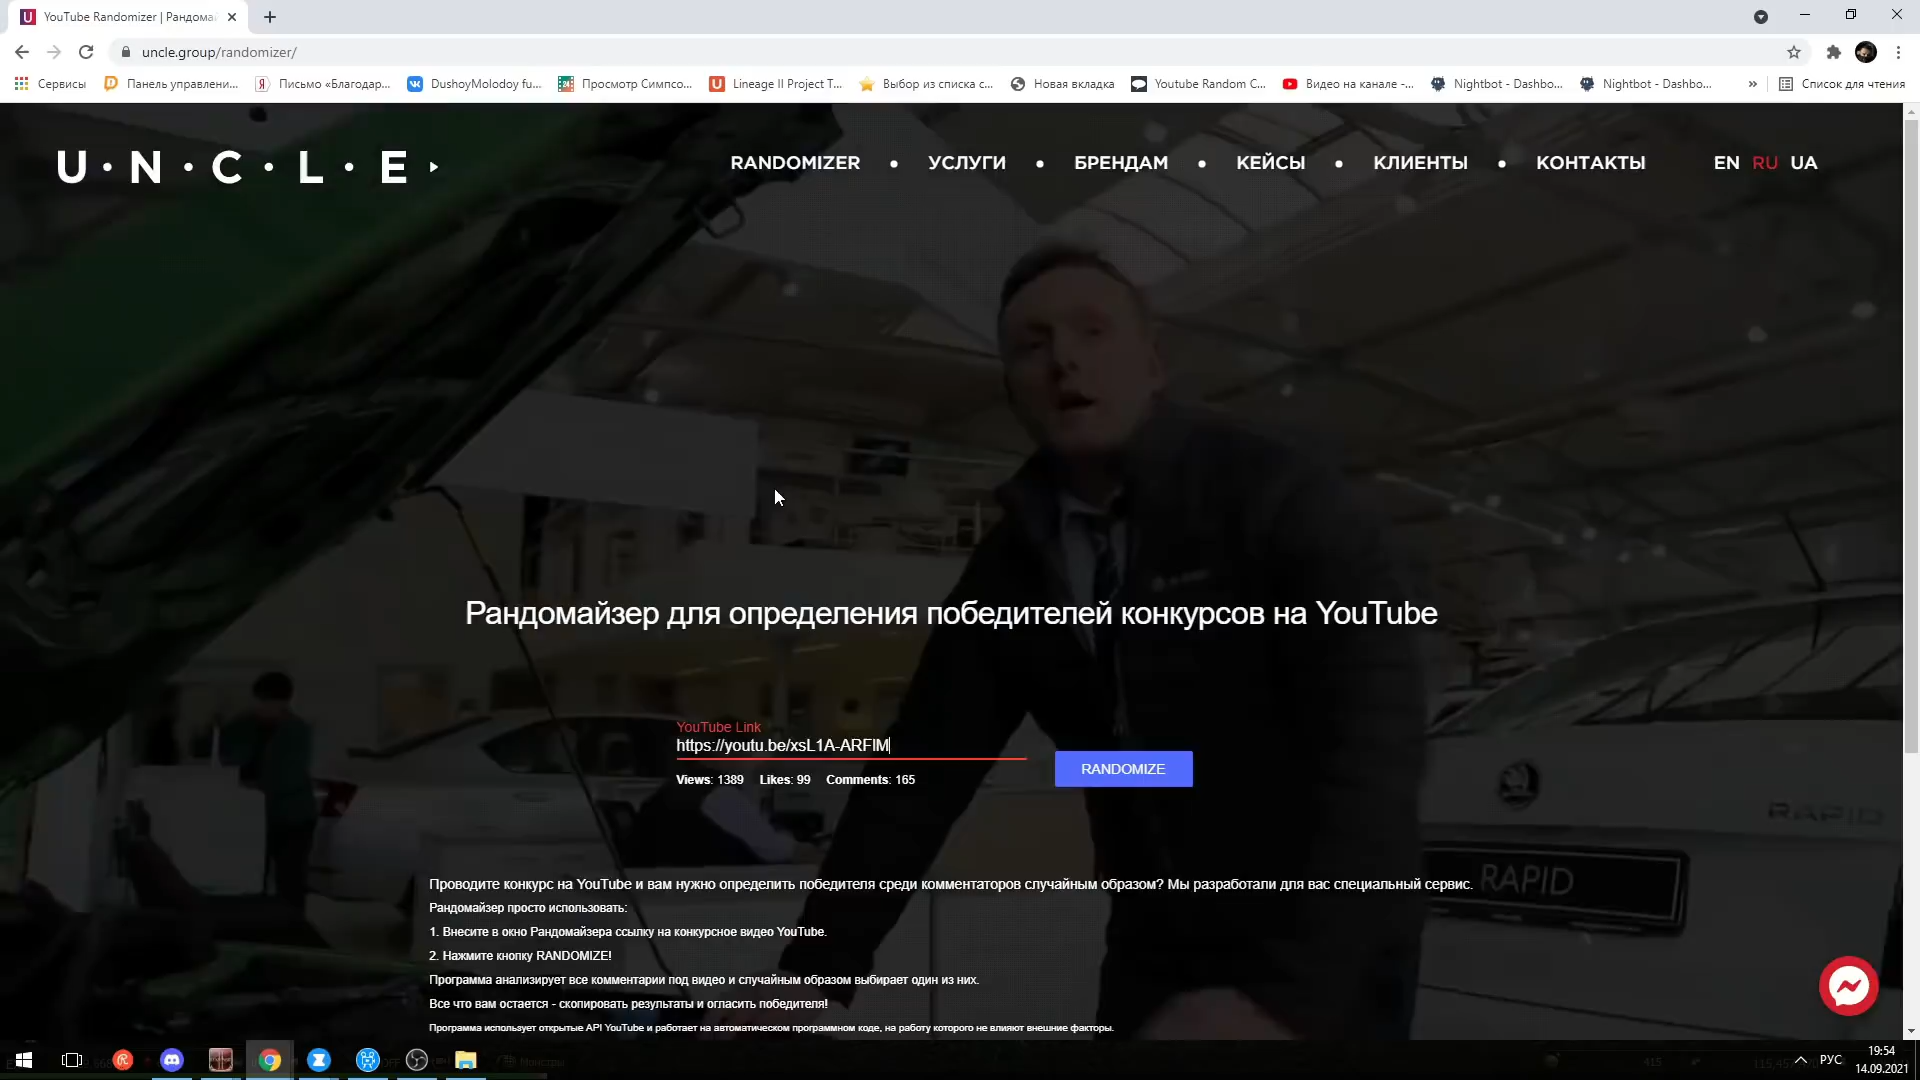 YouTube Randomizer | Рандомай
uncle.group/randomizer/
Сервисы
Панель управлени...
Письмо «Благодар...
DushoyMolodoy fu...
Просмотр Симпсо...
Lineage II Project T...
Выбор из списка с...
Новая вкладка
Youtube Random C...
Видео на канале -...
Nightbot - Dashbo...
Nightbot - Dashbo...
»
Список для чтения
U·N·C·L·E
RANDOMIZER • УСЛУГИ • БРЕНДАМ • КЕЙСЫ • КЛИЕНТЫ • КОНТАКТЫ
EN RU UA
Рандомайзер для определения победителей конкурсов на YouTube
YouTube Link
https://youtu.be/xsL1A-ARFlM
Views: 1389 Likes: 99 Comments: 165
RANDOMIZE
RAPID
RAPID
Проводите конкурс на YouTube и вам нужно определить победителя среди комментаторов случайным образом? Мы разработали для вас специальный сервис.
Рандомайзер просто использовать:
1. Внесите в окно Рандомайзера ссылку на конкурсное видео YouTube.
2. Нажмите кнопку RANDOMIZE!
Программа анализирует все комментарии под видео и случайным образом выбирает один из них.
Все что вам остается - скопировать результаты и огласить победителя!
Программа использует открытые API YouTube и работает на автоматическом программном коде, на работу которого не влияют внешние факторы.
РУС
19:54
14.09.2021